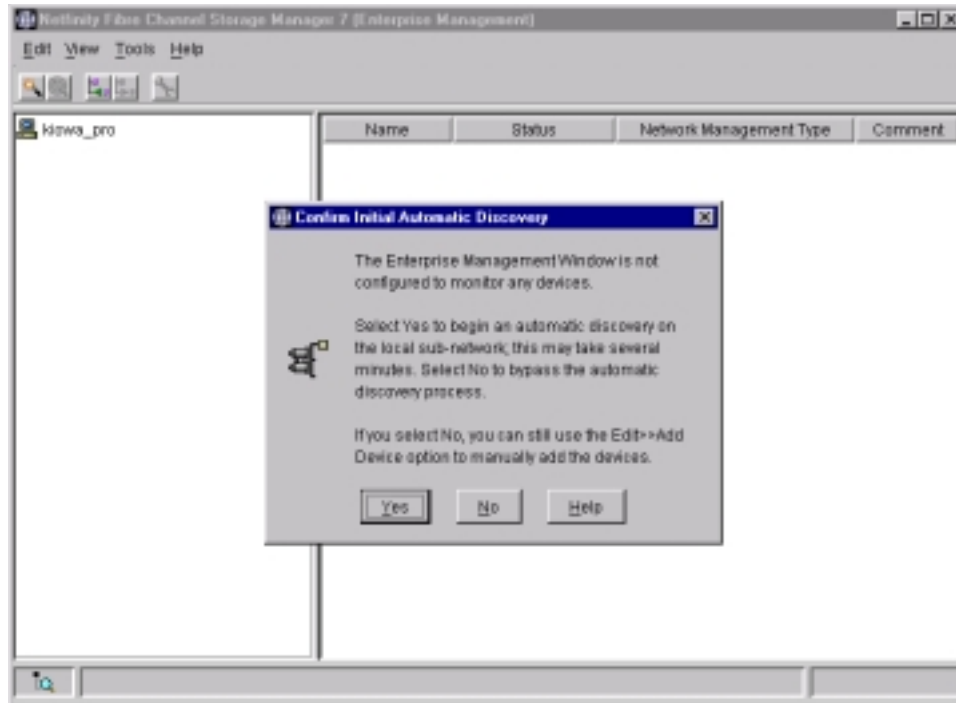 Netfinity Fibre Channel Storage Manager 7 (Enterprise Management)
Edit View Tools Help
kiowa_pro
Name Status Network Management Type Comment
Confirm Initial Automatic Discovery
The Enterprise Management Window is not
configured to monitor any devices.
Select Yes to begin an automatic discovery on
the local sub-network; this may take several
minutes. Select No to bypass the automatic
discovery process.
If you select No, you can still use the Edit>>Add
Device option to manually add the devices.
Yes No Help